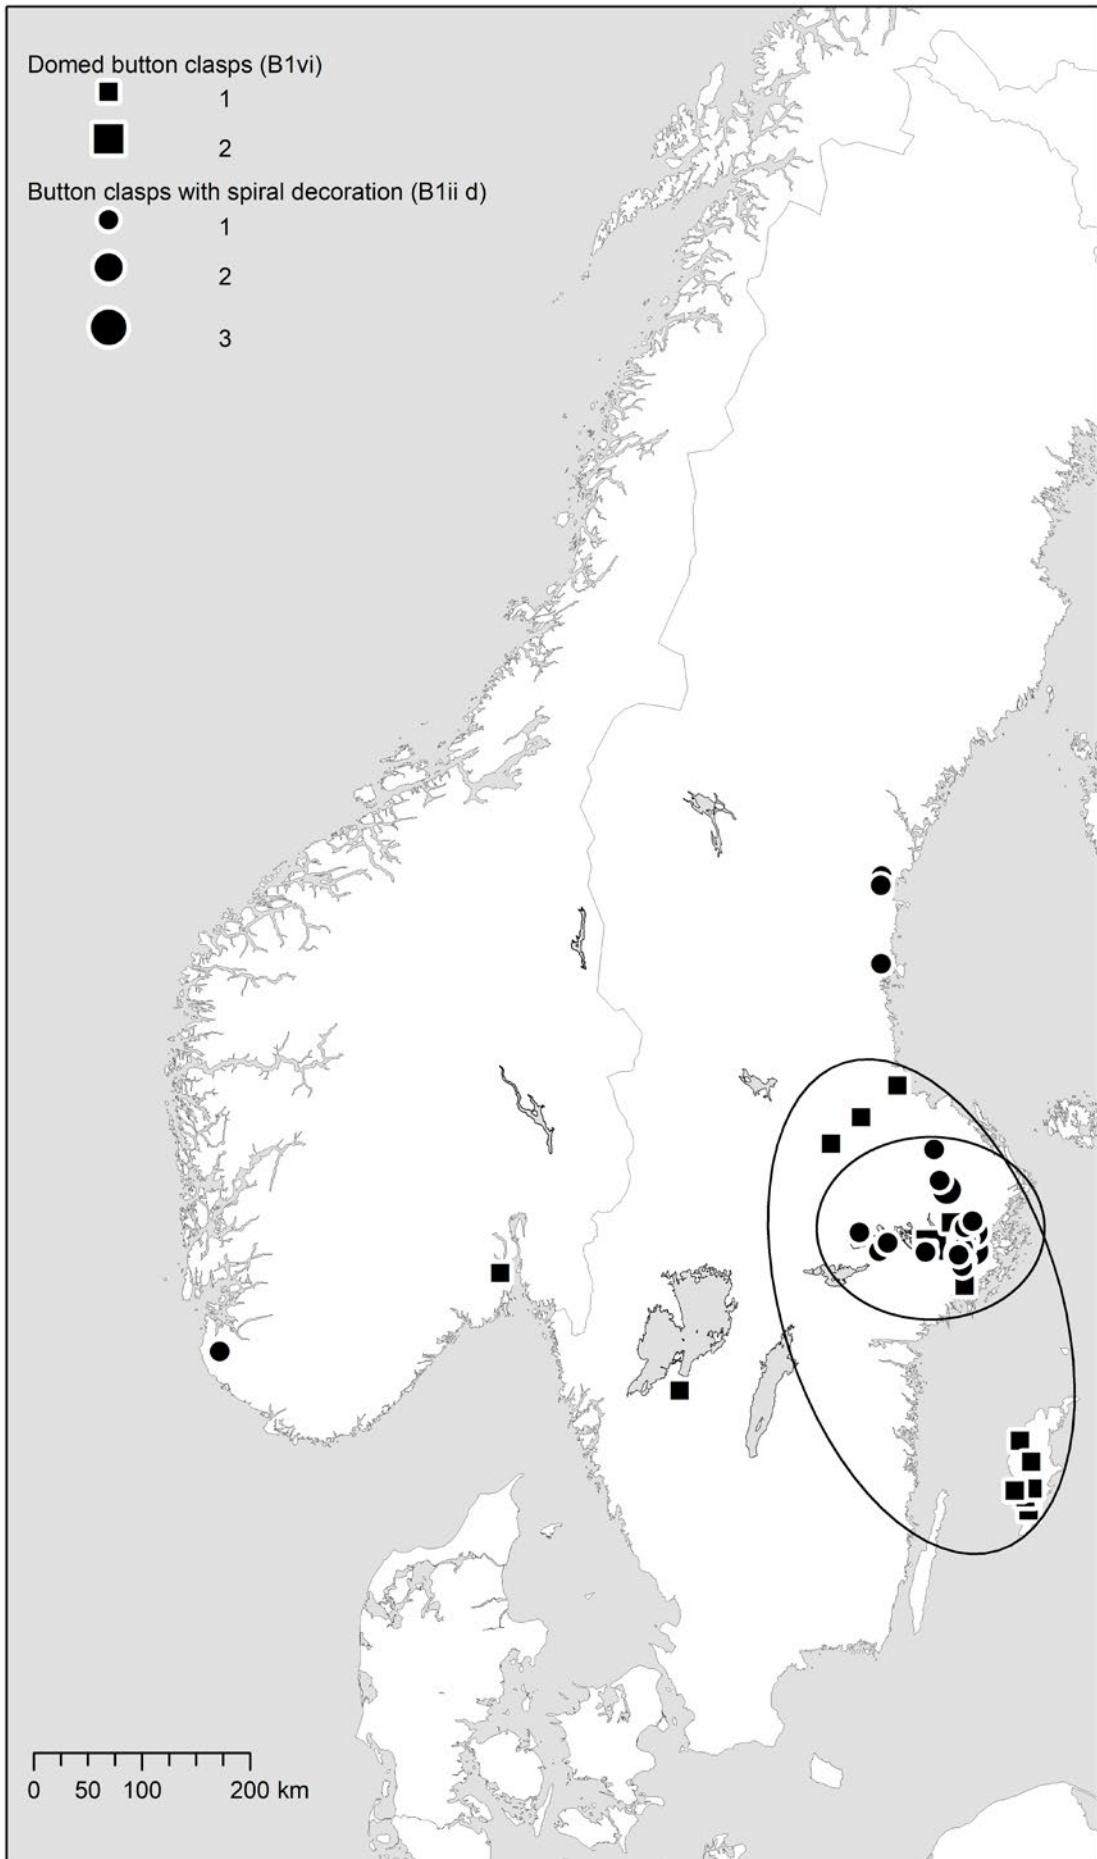 Domed button clasps (B1vi)
1
2
Button clasps with spiral decoration (B1ii d)
1
2
3
0 50 100 200 km